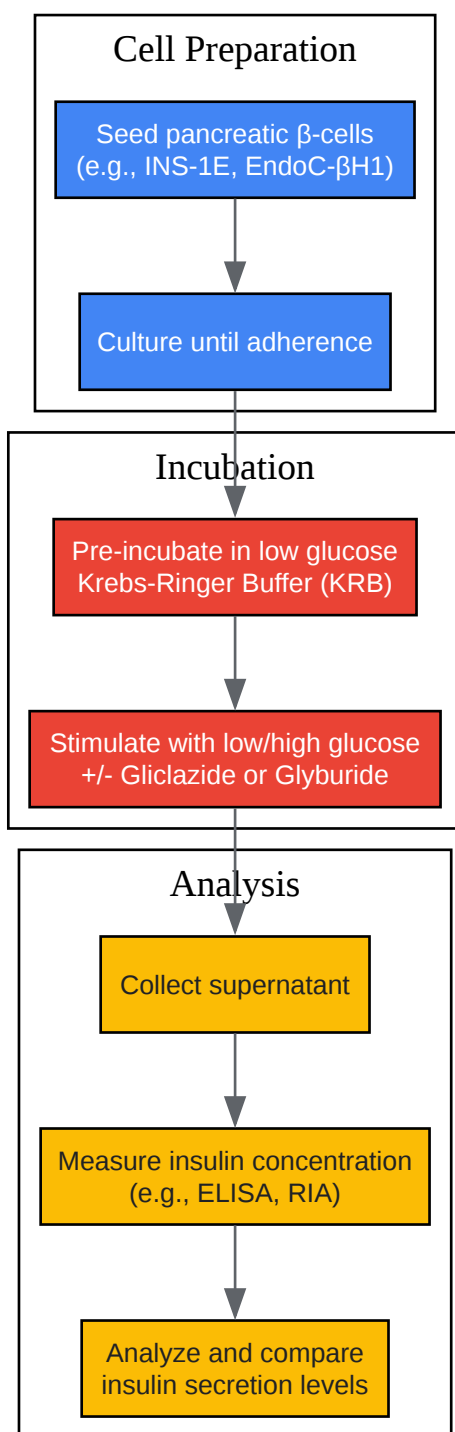 Cell Preparation
Seed pancreatic β-cells
(e.g., INS-1E, EndoC-βH1)
Culture until adherence
Incubation
Pre-incubate in low glucose
Krebs-Ringer Buffer (KRB)
Stimulate with low/high glucose
+/- Gliclazide or Glyburide
Analysis
Collect supernatant
Measure insulin concentration
(e.g., ELISA, RIA)
Analyze and compare
insulin secretion levels